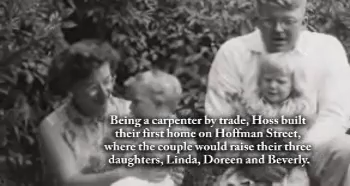 Being a carpenter by trade, Hoss built
their first home on Hoffman Street,
where the couple would raise their three
daughters, Linda, Doreen and Beverly.